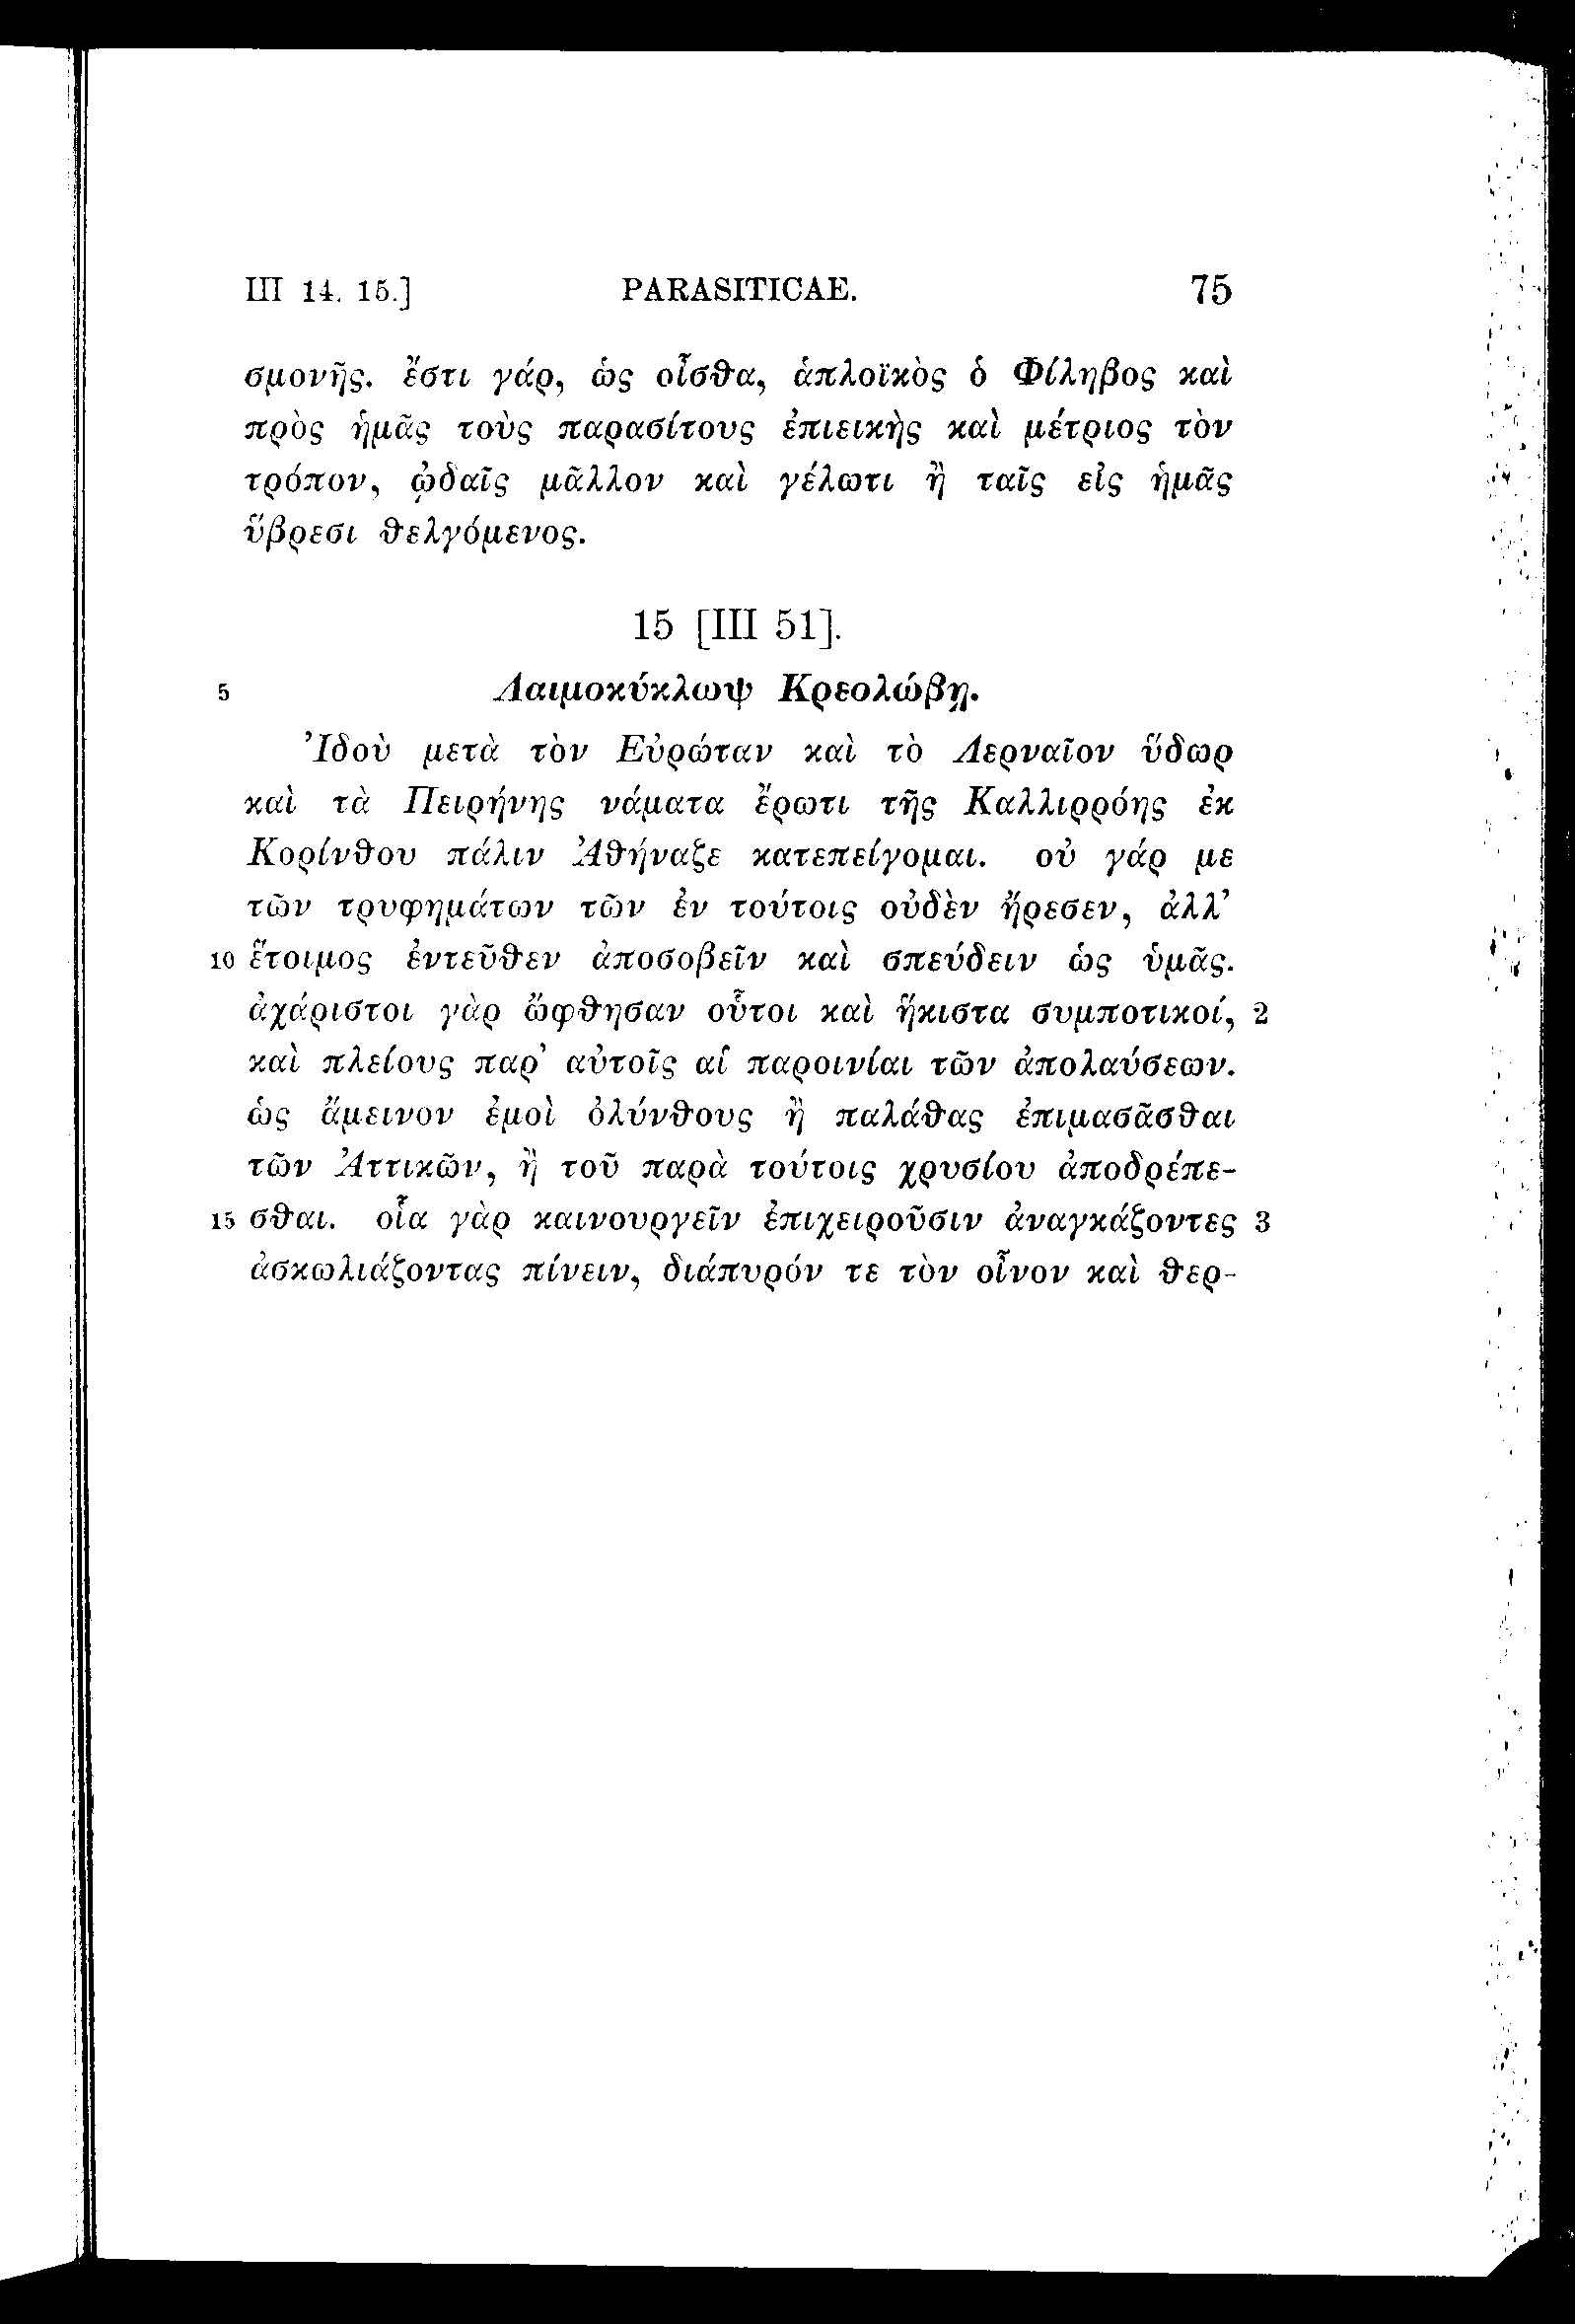 III 14. 15.] PARASITICAE. 75
σμονῆς. ἔστι γάρ, ὡς οἶσθα, ἁπλοϊκὸς ὁ Φίληβος καὶ
πρὸς ἡμᾶς τοὺς παρασίτους ἐπιεικὴς καὶ μέτριος τὸν
τρόπον, ᾠδαῖς μᾶλλον καὶ γέλωτι ἢ ταῖς εἰς ἡμᾶς
ὕβρεσι θελγόμενος.
15 [III 51].
5 Λαιμοκύκλωψ Κρεολώβῃ.
Ἰδοὺ μετὰ τὸν Εὐρώταν καὶ τὸ Λερναῖον ὕδωρ
καὶ τὰ Πειρήνης νάματα ἔρωτι τῆς Καλλιρρόης ἐκ
Κορίνθου πάλιν Ἀθήναζε κατεπείγομαι. οὐ γάρ με
τῶν τρυφημάτων τῶν ἐν τούτοις οὐδὲν ἤρεσεν, ἀλλ’
10 ἕτοιμος ἐντεῦθεν ἀποσοβεῖν καὶ σπεύδειν ὡς ὑμᾶς.
ἀχάριστοι γὰρ ὤφθησαν οὗτοι καὶ ἥκιστα συμποτικοί, 2
καὶ πλείους παρ’ αὐτοῖς αἱ παροινίαι τῶν ἀπολαύσεων.
ὡς ἄμεινον ἐμοὶ ὀλύνθους ἢ παλάθας ἐπιμασᾶσθαι
τῶν Ἀττικῶν, ἢ τοῦ παρὰ τούτοις χρυσίου ἀποδρέπε-
15 σθαι. οἷα γὰρ καινουργεῖν ἐπιχειροῦσιν ἀναγκάζοντες 3
ἀσκωλιάζοντας πίνειν, διάπυρόν τε τὸν οἶνον καὶ θερ-